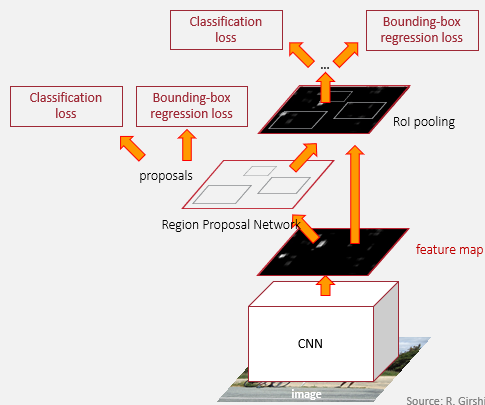 Classification
loss
Bounding-box
regression loss
...
Classification
loss
Bounding-box
regression loss
RoI pooling
proposals
Region Proposal Network
feature map
CNN
image
Source: R. Girshi